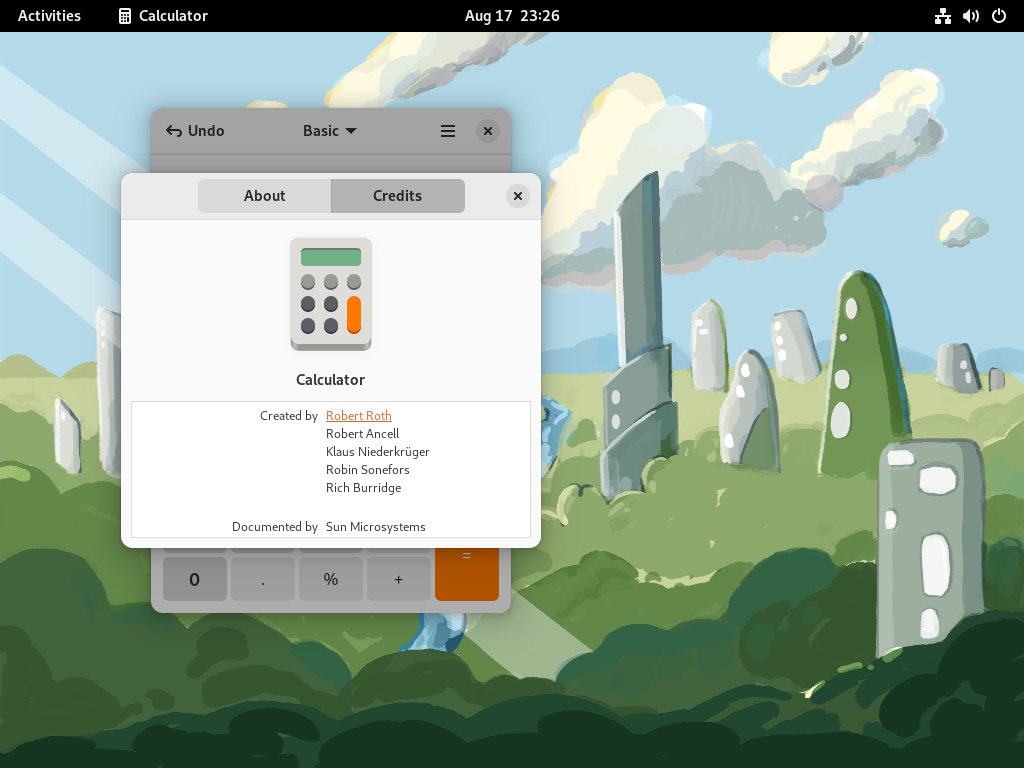 Activities Calculator Aug 17 23:26
Undo Basic
About Credits
Calculator
Created by Robert Roth
Robert Ancell
Klaus Niederkrüger
Robin Sonefors
Rich Burridge
Documented by Sun Microsystems
=
0 . % +